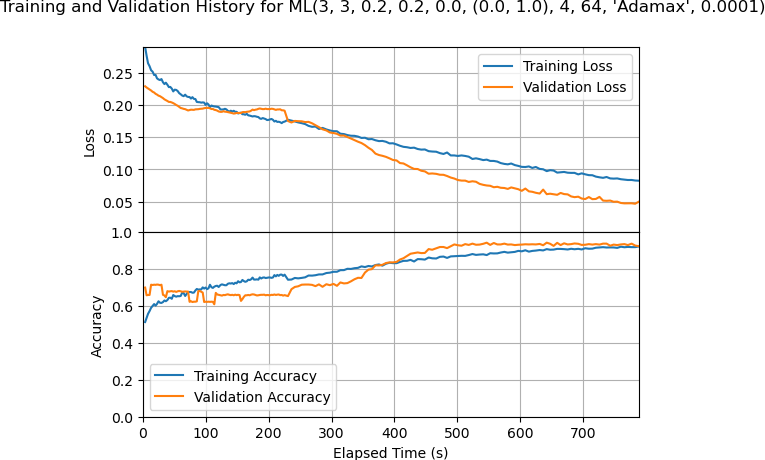 Training and Validation History for ML(3, 3, 0.2, 0.2, 0.0, (0.0, 1.0), 4, 64, 'Adamax', 0.0001)
0.25
0.20
0.15
0.10
0.05
Loss
Training Loss
Validation Loss
1.0
0.8
0.6
0.4
0.2
0.0
Accuracy
Training Accuracy
Validation Accuracy
0 100 200 300 400 500 600 700
Elapsed Time (s)